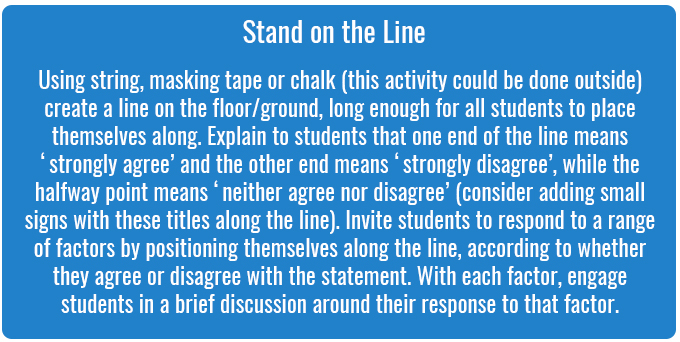 Stand on the Line
Using string, masking tape or chalk (this activity could be done outside)
create a line on the floor/ground, long enough for all students to place
themselves along. Explain to students that one end of the line means
‘ strongly agree’ and the other end means ‘ strongly disagree’, while the
halfway point means ‘ neither agree nor disagree’ (consider adding small
signs with these titles along the line). Invite students to respond to a range
of factors by positioning themselves along the line, according to whether
they agree or disagree with the statement. With each factor, engage
students in a brief discussion around their response to that factor.